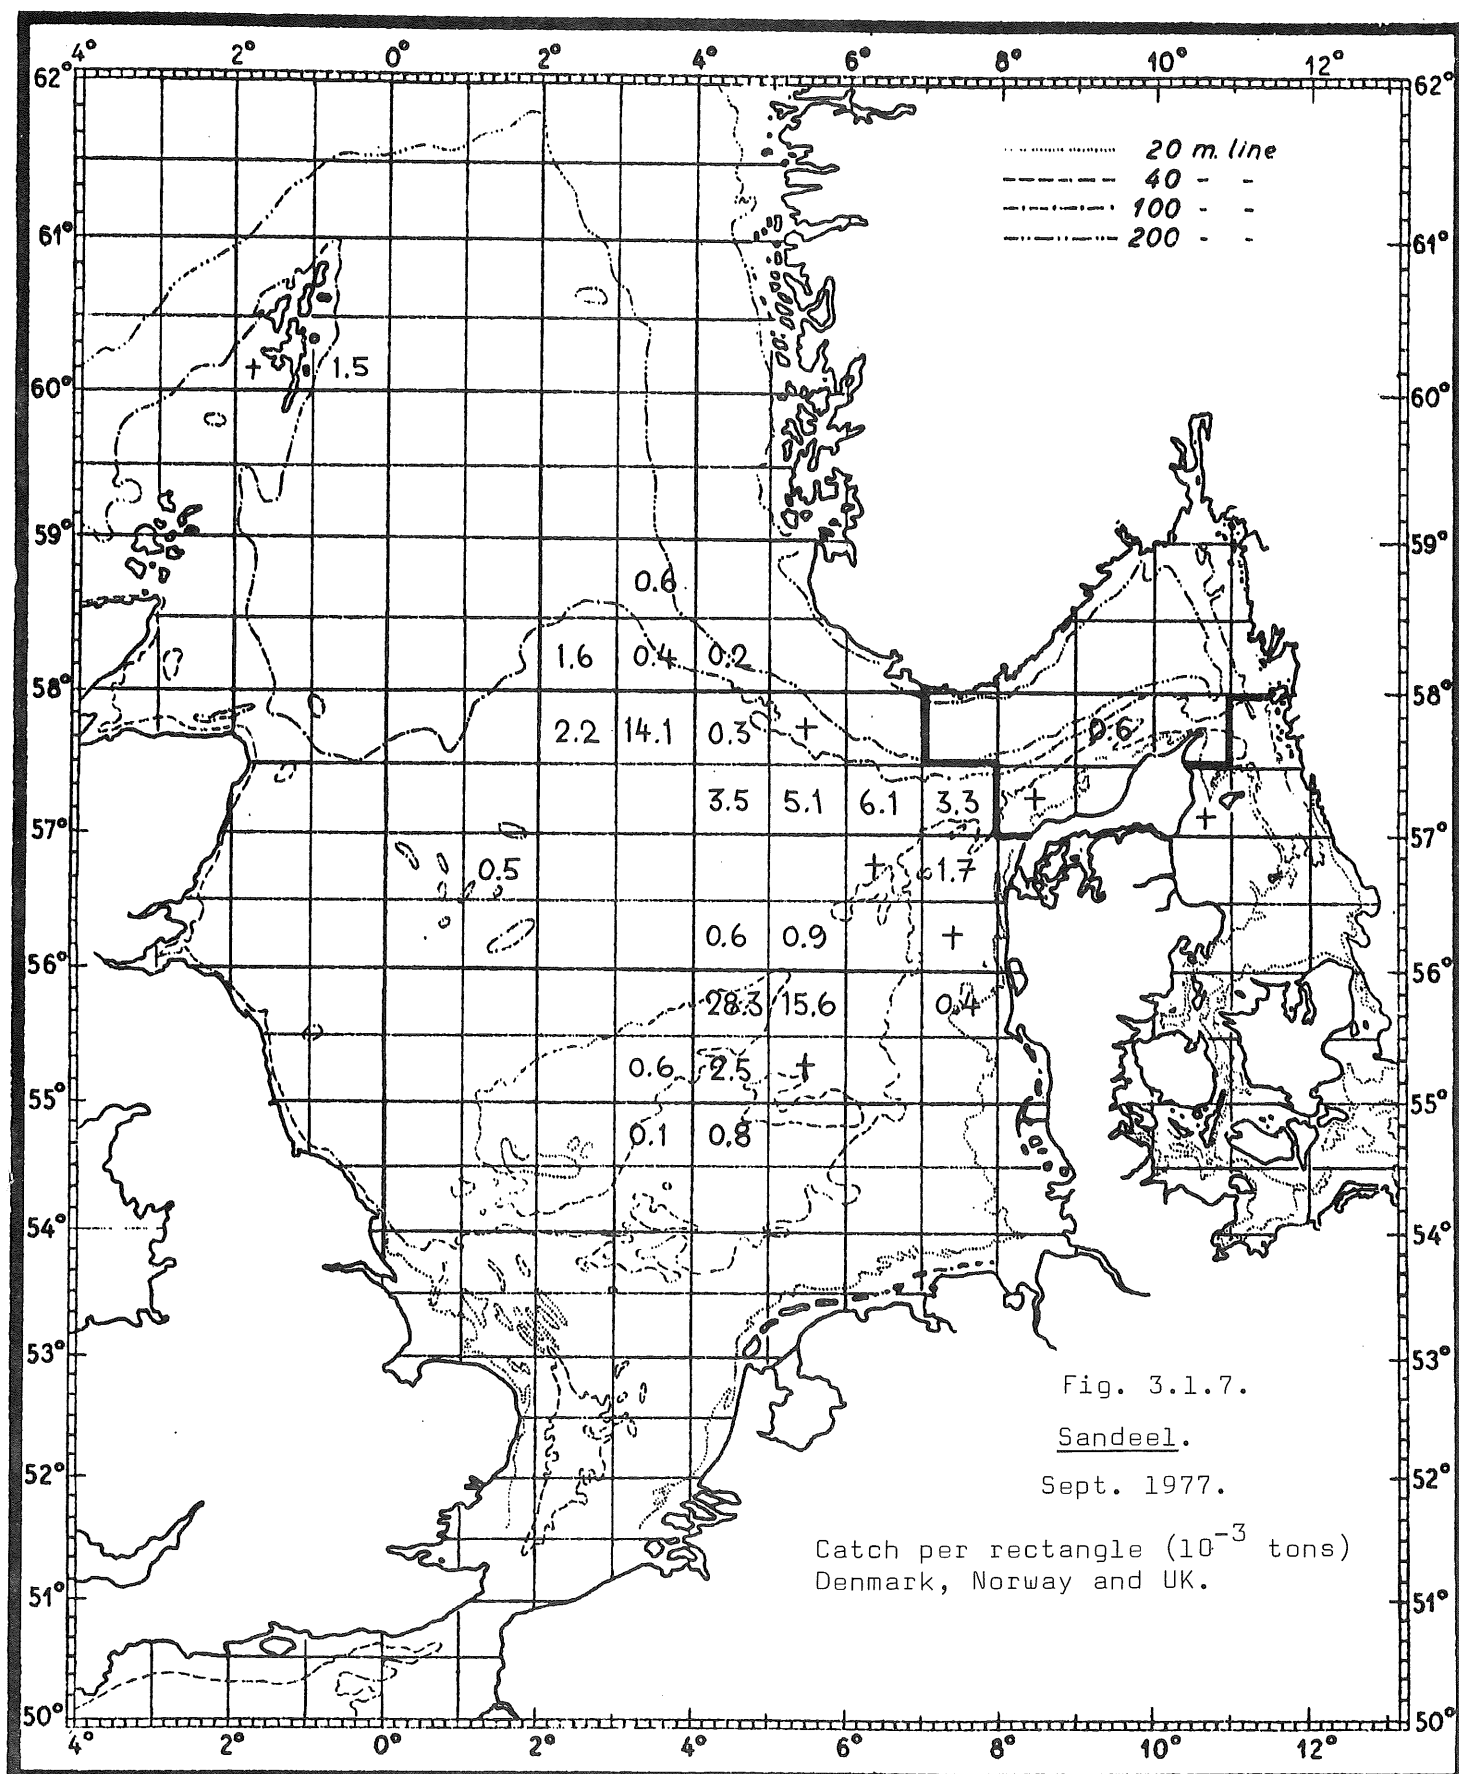 4° 2° 0° 2° 4° 6° 8° 10° 12°
62° 62°
20 m. line
40 - -
100 - -
200 - -
61° 61°
+ 1.5
60° 60°
59° 59°
0.6
1.6 0.4 0.2
58° 58°
2.2 14.1 0.3 + 0.6
3.5 5.1 6.1 3.3 + +
57° 57°
0.5 + 1.7
0.6 0.9 +
56° 56°
28.3 15.6 0.4
0.6 2.5 +
55° 55°
0.1 0.8
54° 54°
53° 53°
Fig. 3.1.7.
Sandeel.
52° 52°
Sept. 1977.
Catch per rectangle (10⁻³ tons)
Denmark, Norway and UK.
51° 51°
50° 50°
4° 2° 0° 2° 4° 6° 8° 10° 12°